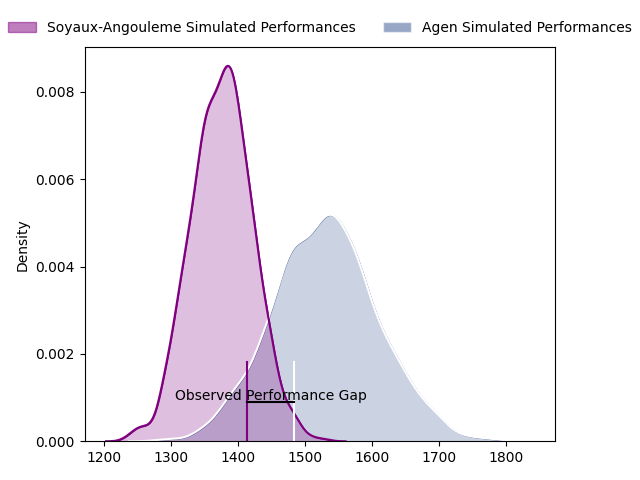 Soyaux-Angouleme Simulated Performances
Agen Simulated Performances
0.008
0.006
0.004
0.002
0.000
Density
Observed Performance Gap
1200 1300 1400 1500 1600 1700 1800